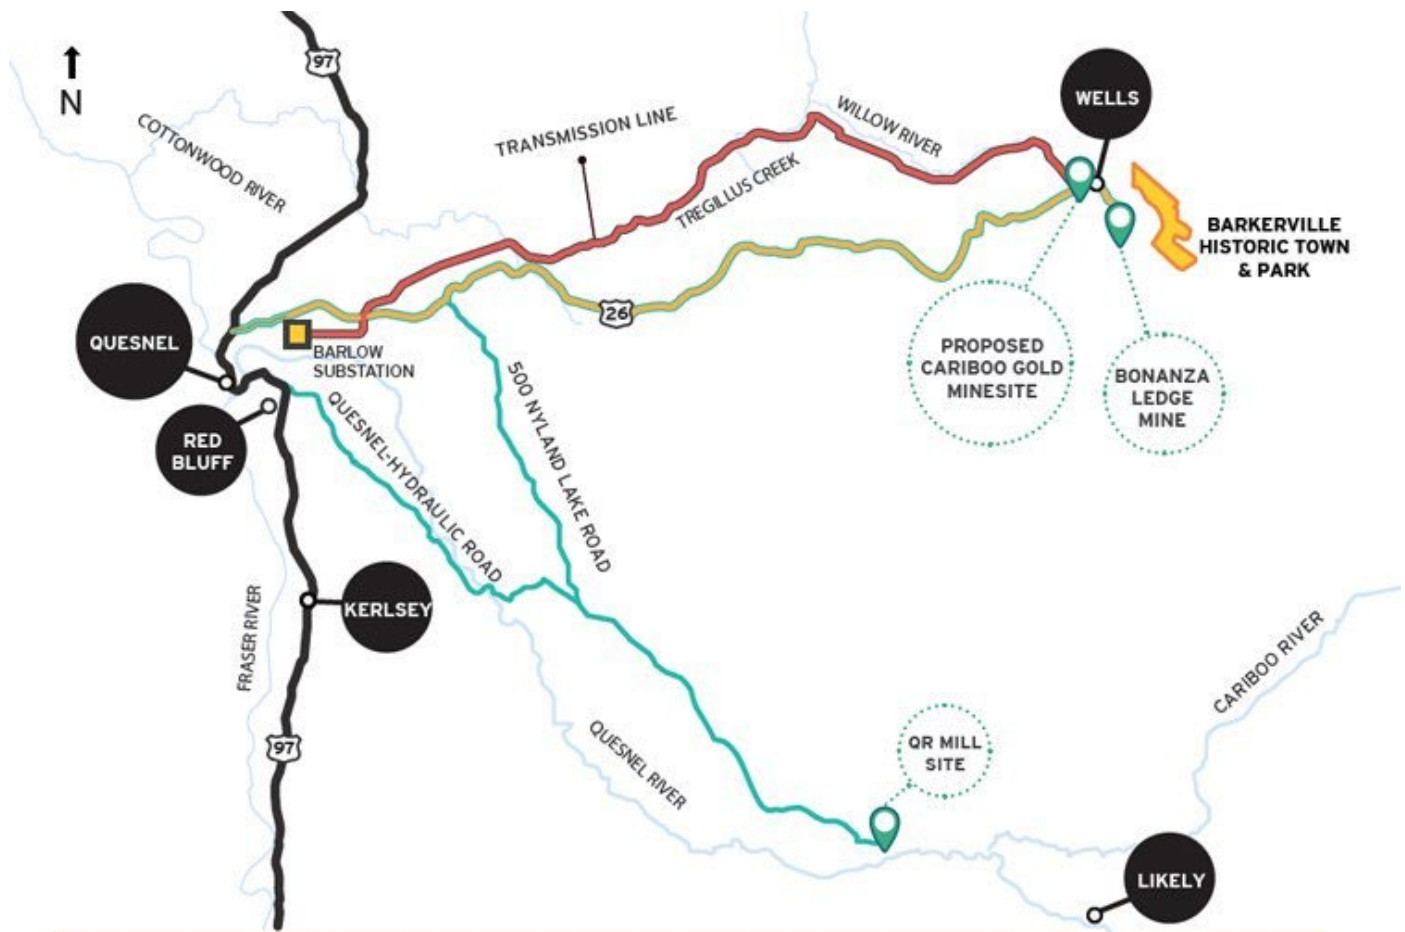 97
N
COTTONWOOD RIVER
TRANSMISSION LINE
WILLOW RIVER
WELLS
TREGILLUS CREEK
BARKERVILLE
HISTORIC TOWN
& PARK
26
QUESNEL
BARLOW
SUBSTATION
PROPOSED
CARIBOO GOLD
MINESITE
BONANZA
LEDGE
MINE
RED
BLUFF
QUESNEL-HYDRAULIC ROAD
500 NYLAND LAKE ROAD
FRASER RIVER
KERLSEY
CARIBOO RIVER
97
QUESNEL RIVER
QR MILL
SITE
LIKELY